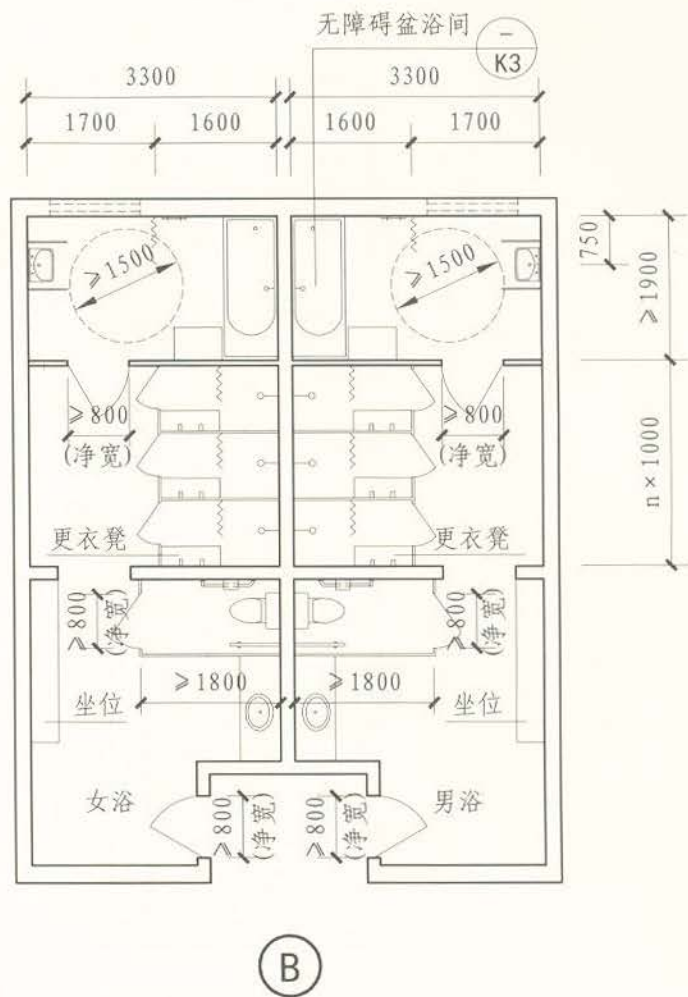 无障碍盆浴间
–
K3
3300
3300
1700
1600
1600
1700
≥1500
≥1500
750
≥1900
≥800
(净宽)
≥800
(净宽)
n×1000
更衣凳
更衣凳
≥800
(净宽)
≥800
(净宽)
≥1800
≥1800
坐位
坐位
女浴
男浴
≥800
(净宽)
≥800
(净宽)
B